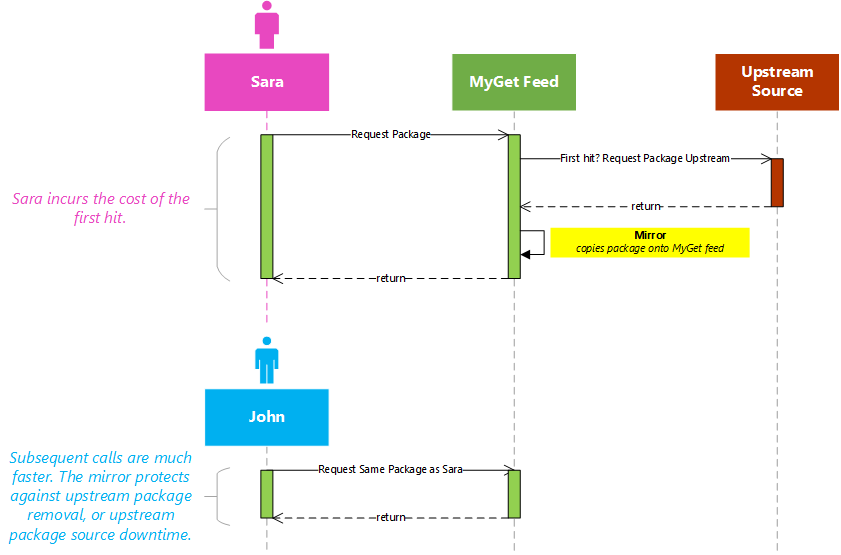 Sara
MyGet Feed
Upstream
Source
Request Package
First hit? Request Package Upstream
Sara incurs the cost of the
first hit.
return
Mirror
copies package onto MyGet feed
return
John
Subsequent calls are much
faster. The mirror protects
against upstream package
removal, or upstream
package source downtime.
Request Same Package as Sara
return